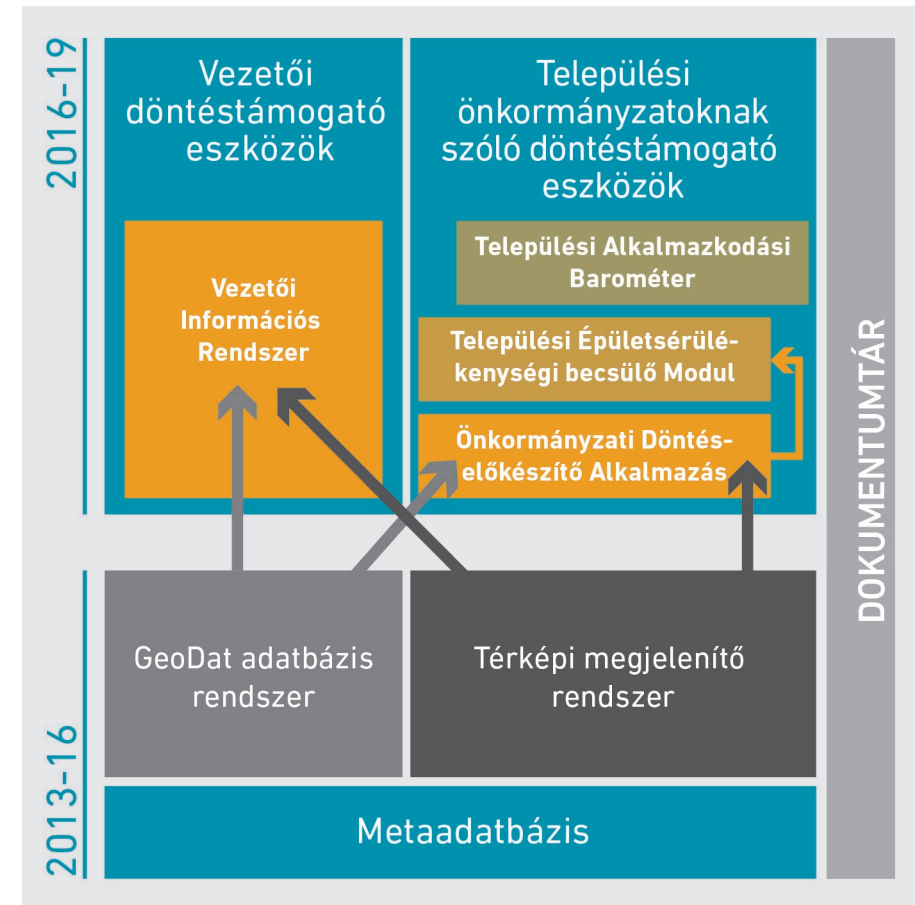 2016-19
Vezetői
döntéstámogató
eszközök
Települési
önkormányzatoknak
szóló döntéstámogató
eszközök
Települési Alkalmazkodási
Barométer
Vezetői
Információs
Rendszer
Települési Épületsérülé-
kenységi becsülő Modul
Önkormányzati Döntés-
előkészítő Alkalmazás
DOKUMENTUMTÁR
2013-16
GeoDat adatbázis
rendszer
Térképi megjelenítő
rendszer
Metaadatbázis